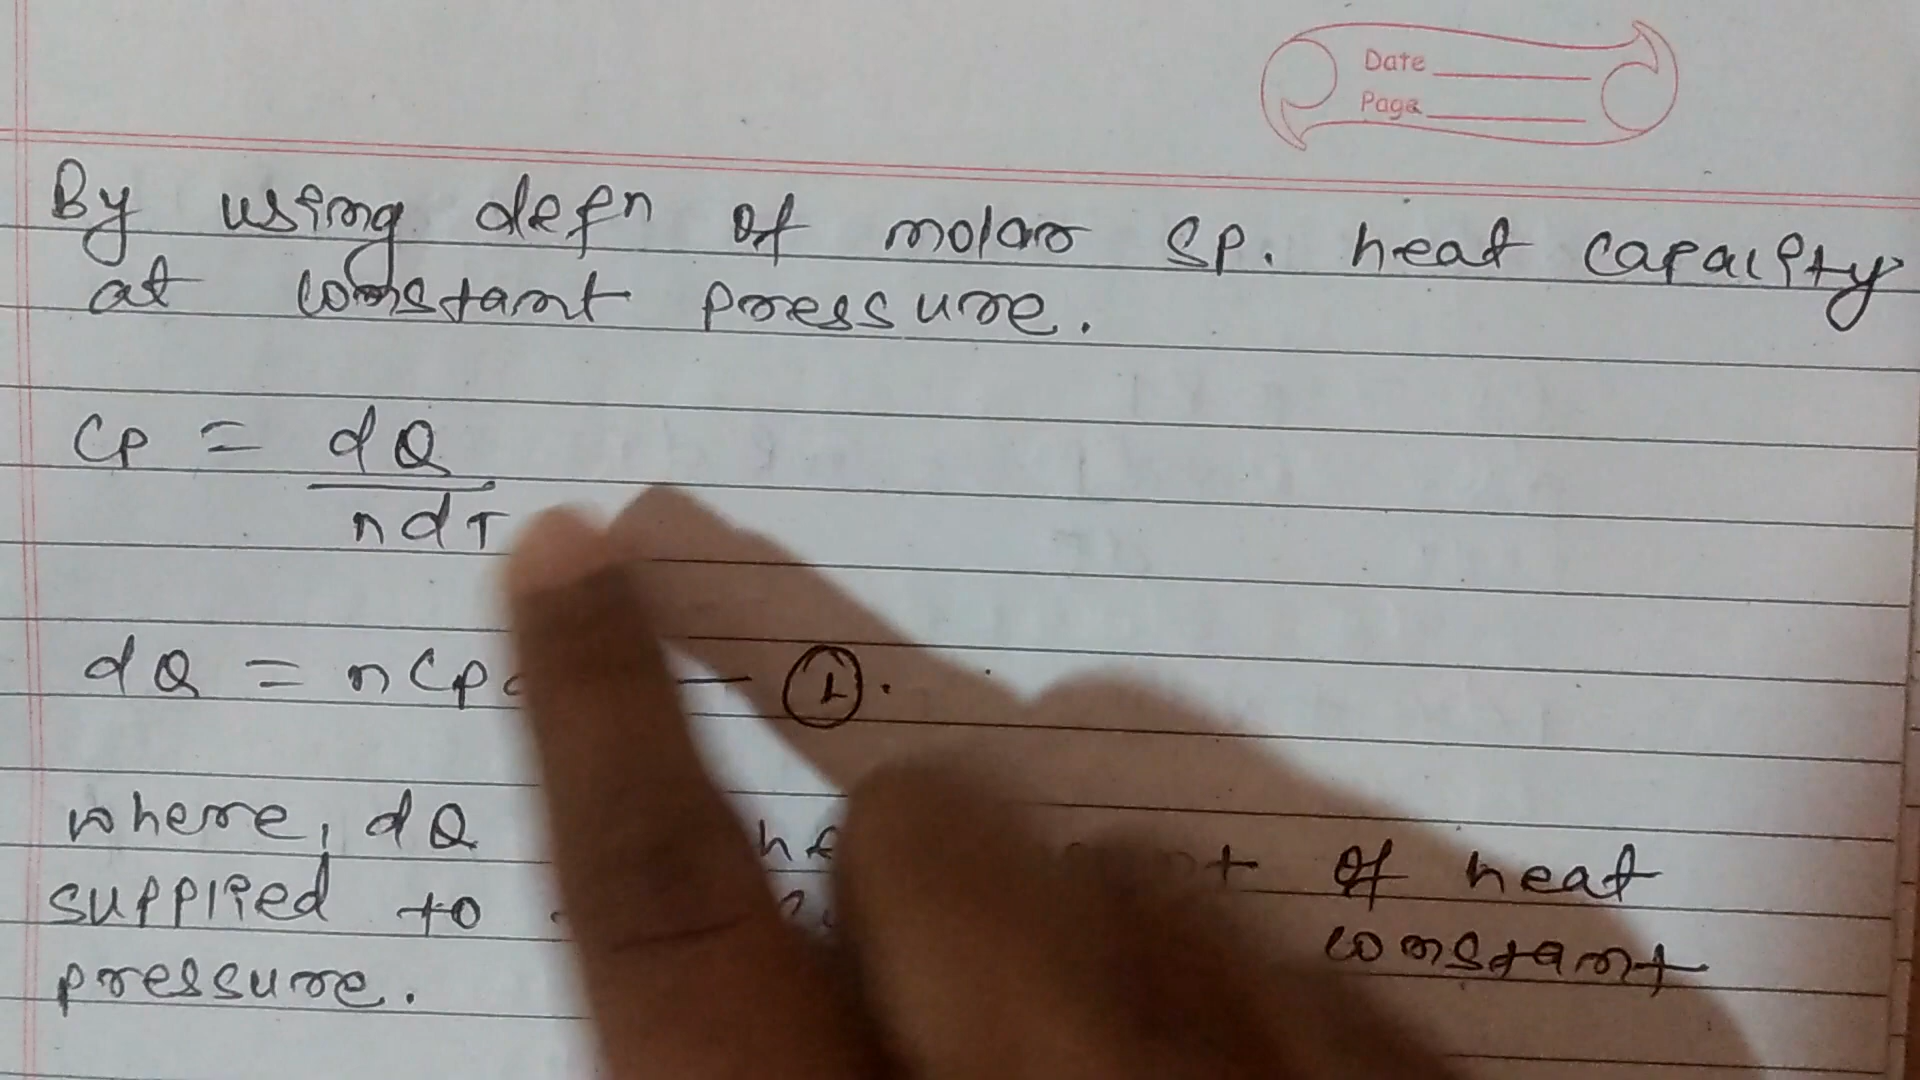 Date
Page
By using defn of molar sp. heat capacity
at constant pressure.
Cp = dQ
ndT
dQ = nCp — ①.
where, dQ of heat
supplied to constant
pressure.